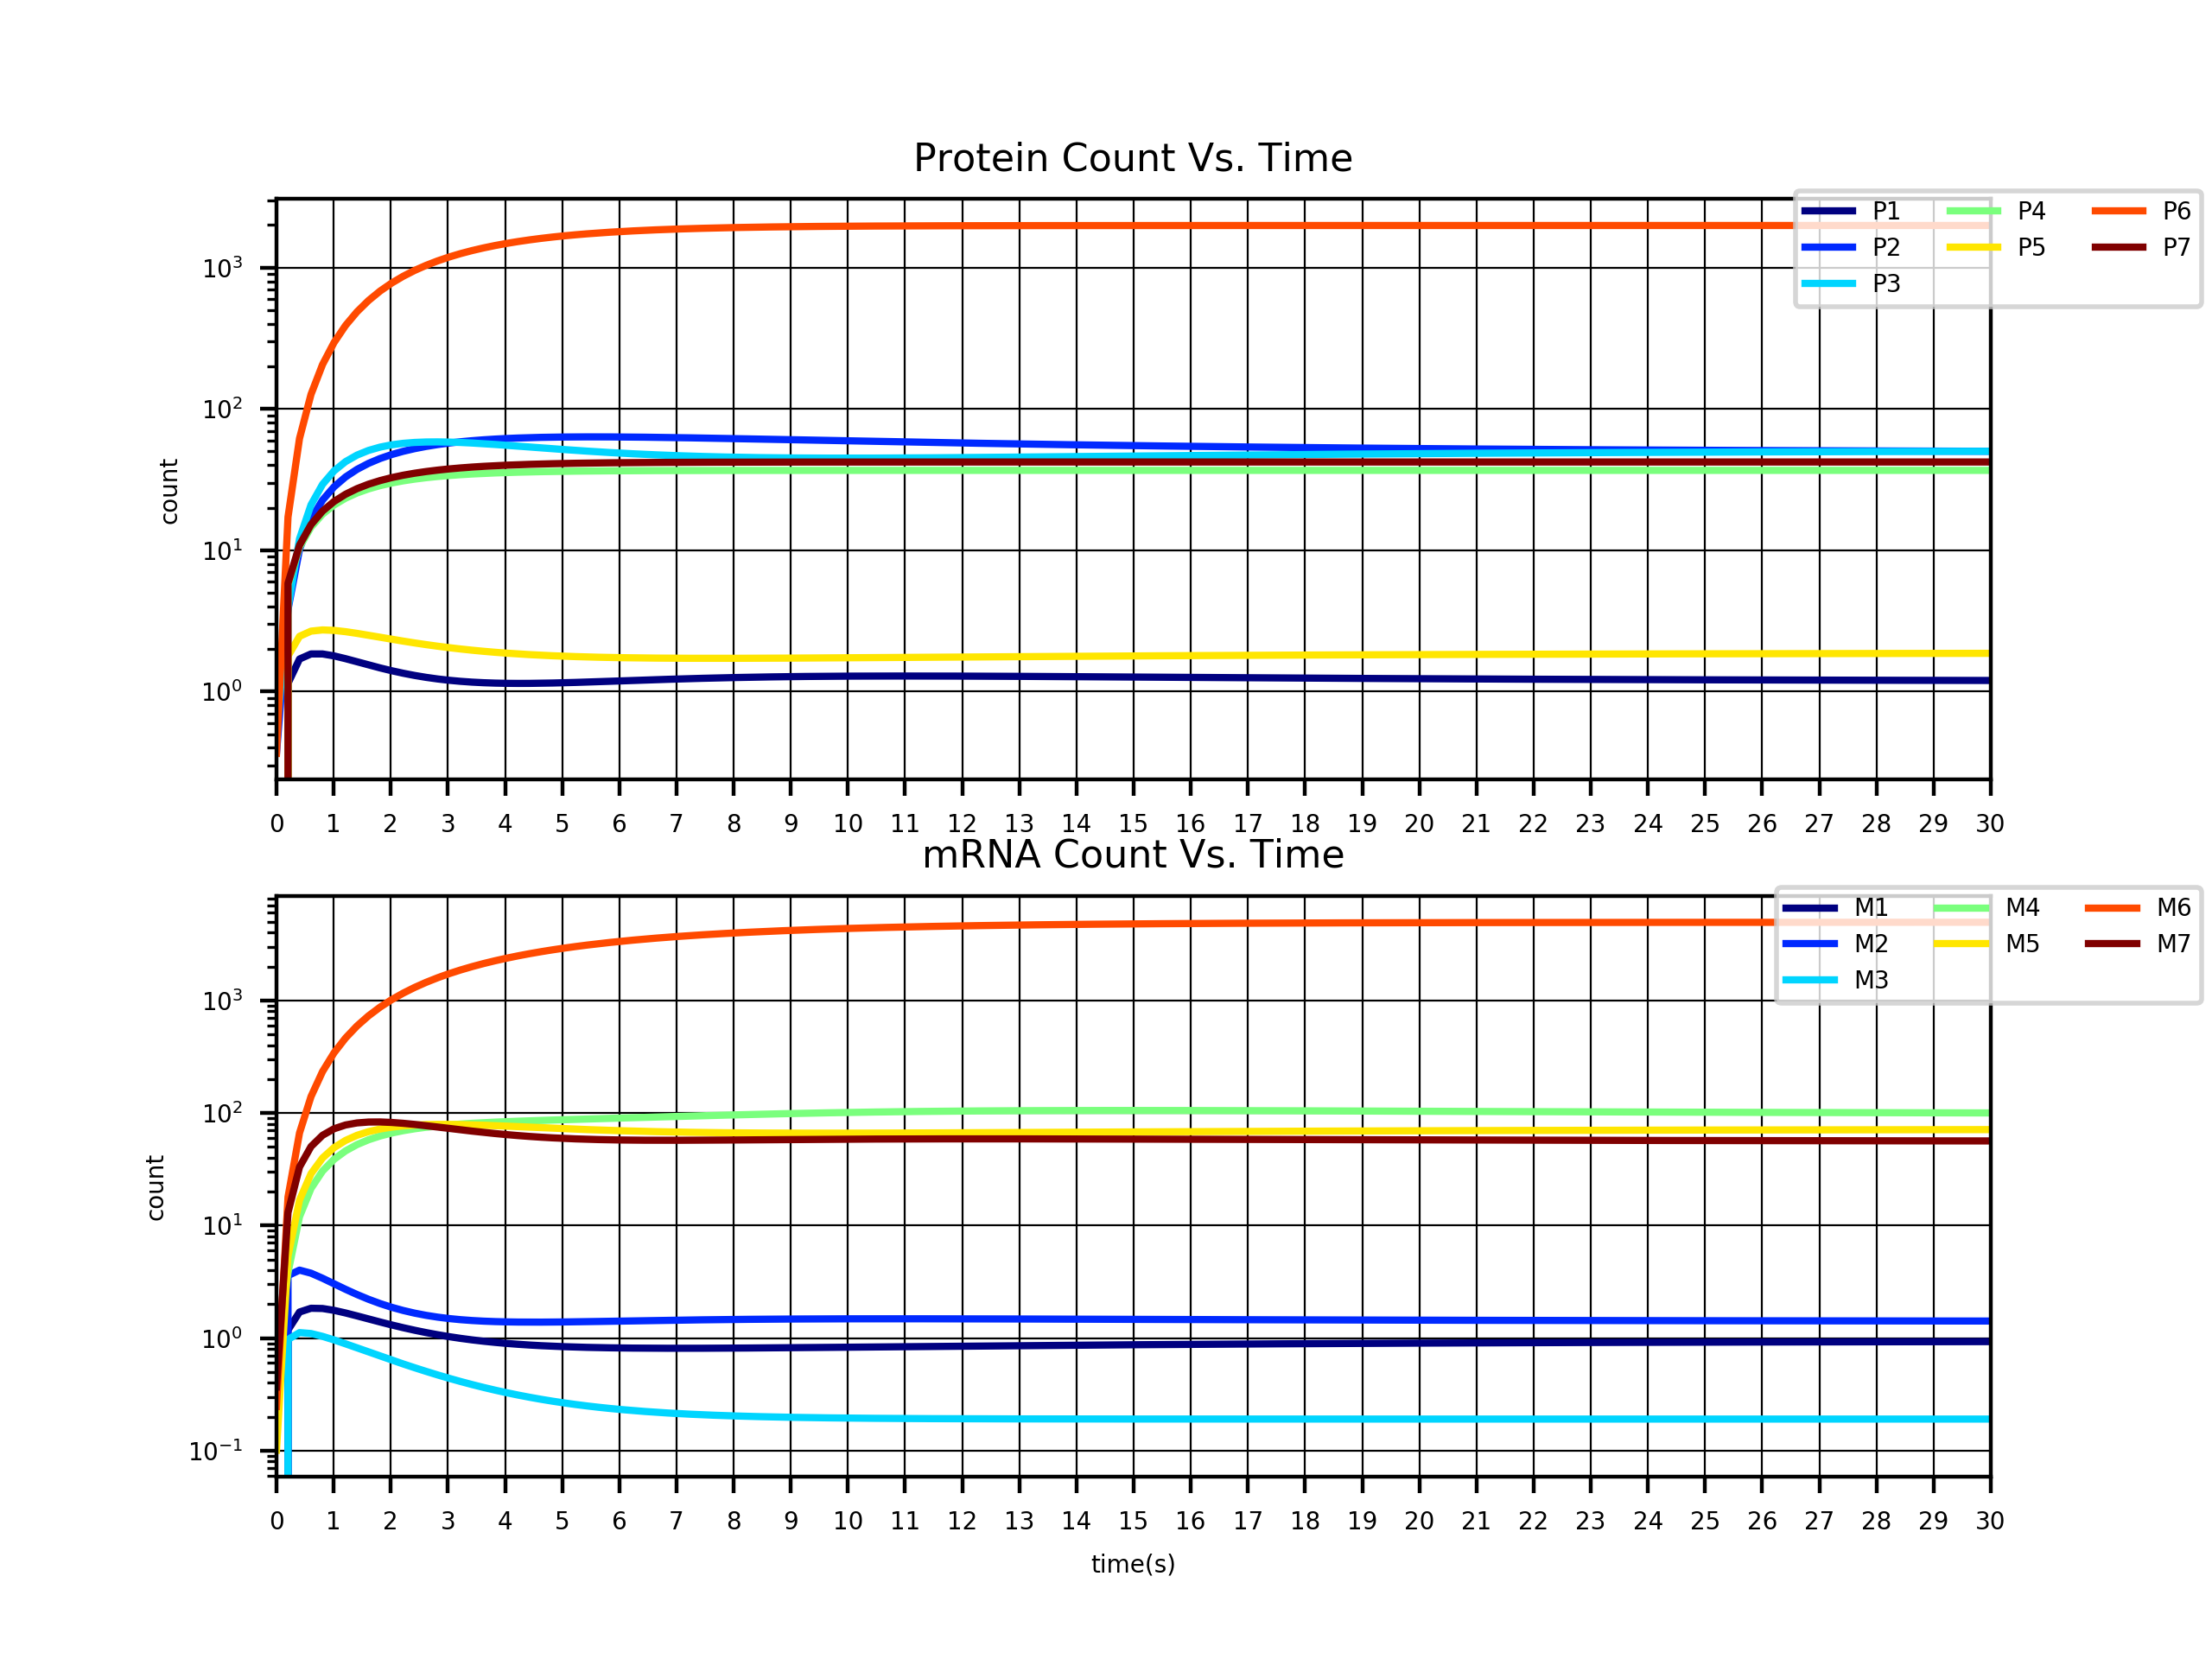 Protein Count Vs. Time
P1 P4 P6
P2 P5 P7
P3
10³
10²
10¹
10⁰
count
0 1 2 3 4 5 6 7 8 9 10 11 12 13 14 15 16 17 18 19 20 21 22 23 24 25 26 27 28 29 30
mRNA Count Vs. Time
M1 M4 M6
M2 M5 M7
M3
10³
10²
10¹
10⁰
10⁻¹
count
0 1 2 3 4 5 6 7 8 9 10 11 12 13 14 15 16 17 18 19 20 21 22 23 24 25 26 27 28 29 30
time(s)